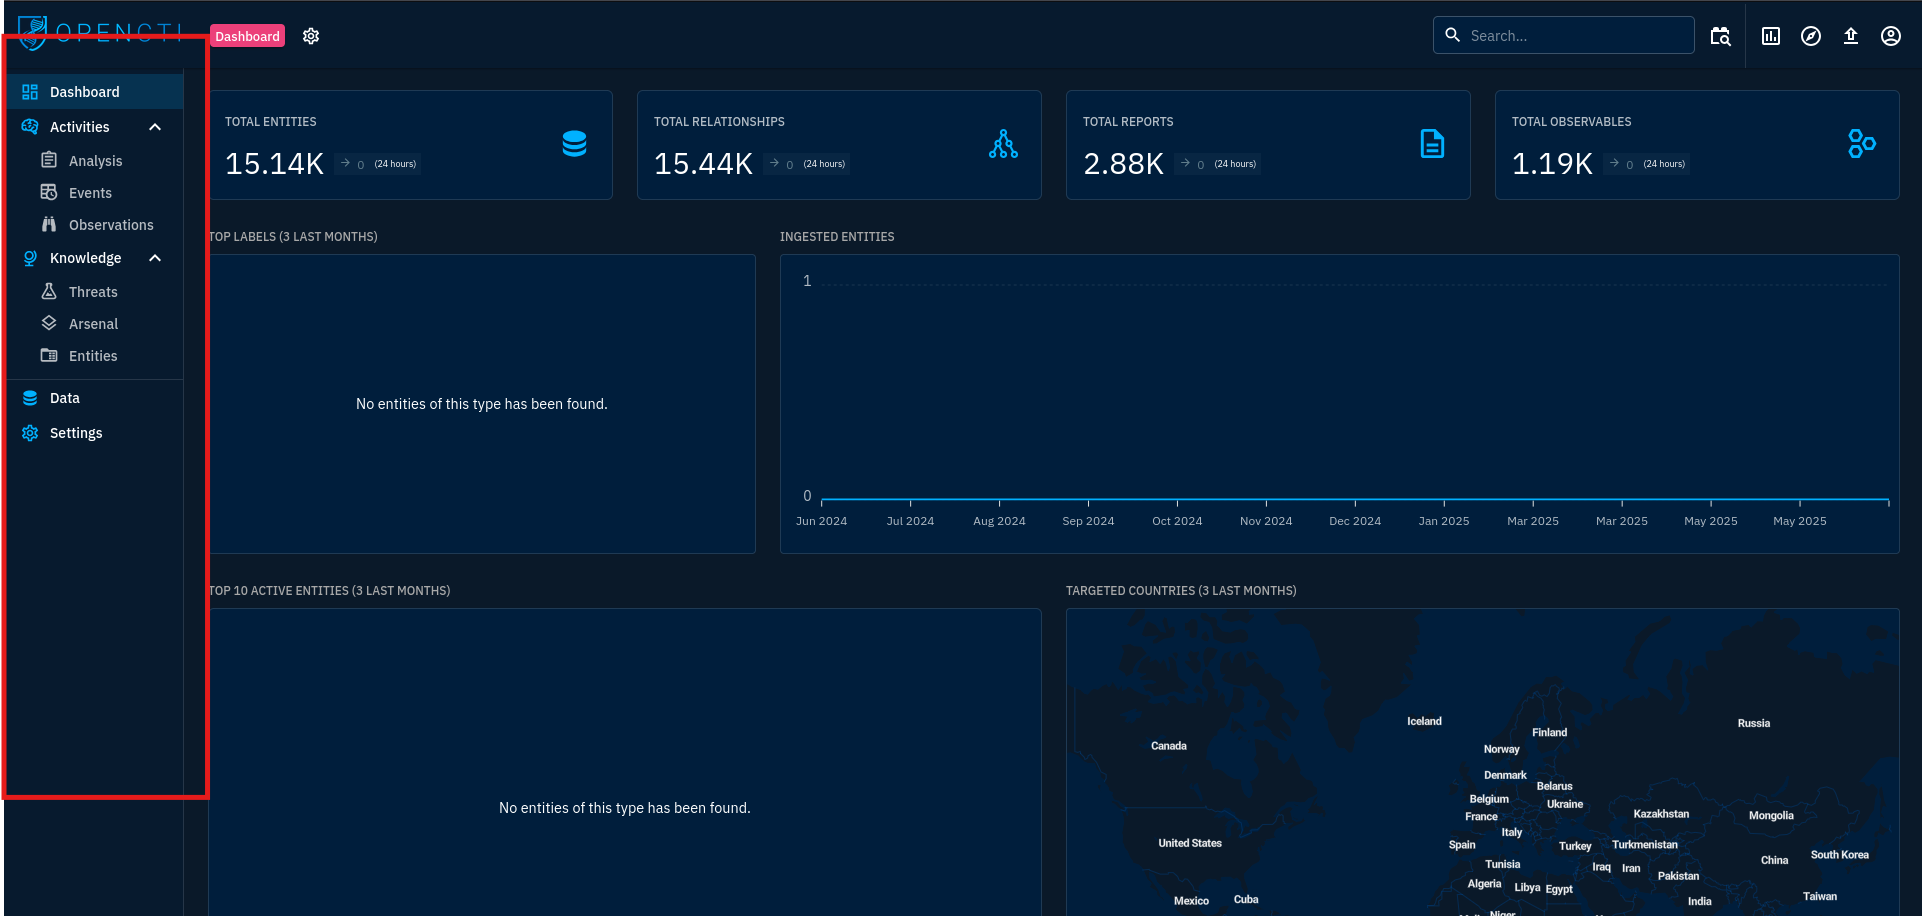 OPENCTI
Dashboard
Search...
Dashboard
Activities
Analysis
Events
Observations
Knowledge
Threats
Arsenal
Entities
Data
Settings
TOTAL ENTITIES
15.14K 0 (24 hours)
TOTAL RELATIONSHIPS
15.44K 0 (24 hours)
TOTAL REPORTS
2.88K 0 (24 hours)
TOTAL OBSERVABLES
1.19K 0 (24 hours)
TOP LABELS (3 LAST MONTHS)
No entities of this type has been found.
INGESTED ENTITIES
1
0
Jun 2024 Jul 2024 Aug 2024 Sep 2024 Oct 2024 Nov 2024 Dec 2024 Jan 2025 Mar 2025 Mar 2025 May 2025 May 2025
TOP 10 ACTIVE ENTITIES (3 LAST MONTHS)
No entities of this type has been found.
TARGETED COUNTRIES (3 LAST MONTHS)
Iceland
Russia
Finland
Canada
Norway
Denmark
Belarus
Belgium
Ukraine
France
Kazakhstan
Mongolia
Italy
United States
Spain
Turkey
Turkmenistan
China
South Korea
Tunisia
Iraq
Iran
Pakistan
Algeria
Libya
Egypt
Taiwan
Mexico
Cuba
India
Niger